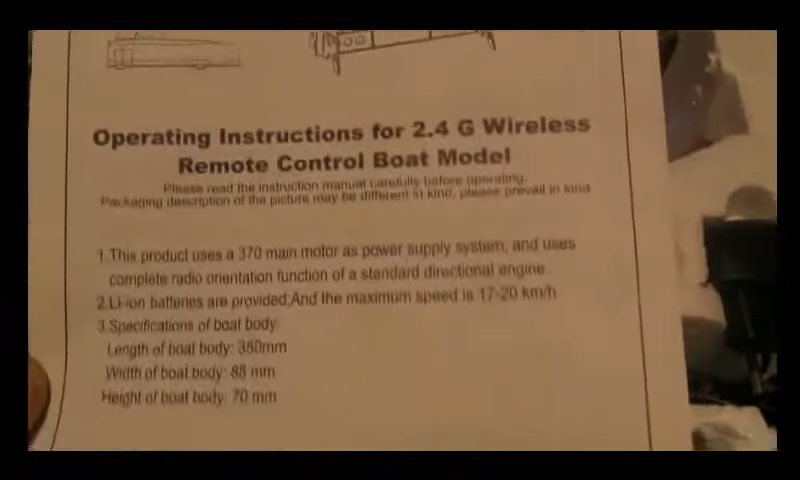 Operating Instructions for 2.4 G Wireless
Remote Control Boat Model
Please read the instruction manual carefully before operating.
Packaging description of the picture may be different in kind, please prevail in kind
1.This product uses a 370 main motor as power supply system, and uses
complete radio orientation function of a standard directional engine.
2.Li-ion batteries are provided;And the maximum speed is 17-20 km/h
3.Specifications of boat body:
Length of boat body: 360mm
Width of boat body: 88 mm
Height of boat body: 70 mm